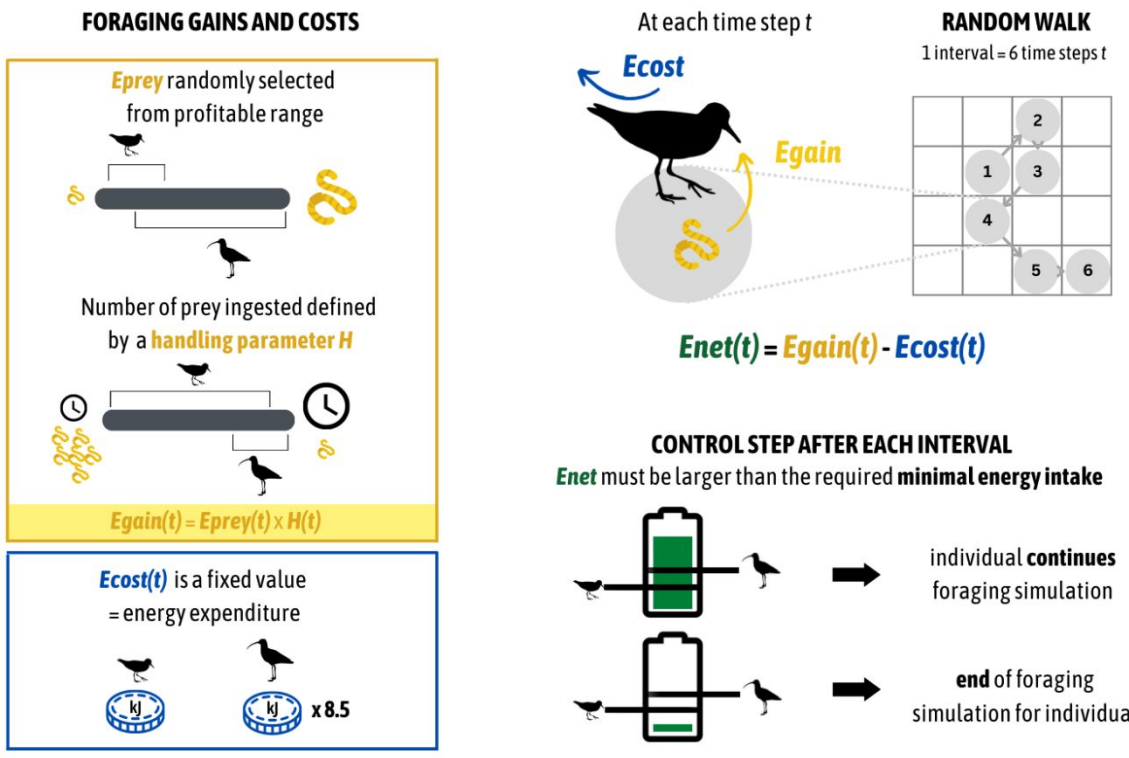 FORAGING GAINS AND COSTS
Eprey randomly selected
from profitable range
Number of prey ingested defined
by a handling parameter H
Egain(t) = Eprey(t) x H(t)
Ecost(t) is a fixed value
= energy expenditure
kJ
kJ x 8.5
At each time step t
Ecost
Egain
RANDOM WALK
1 interval = 6 time steps t
2
1 3
4
5 6
Enet(t) = Egain(t) - Ecost(t)
CONTROL STEP AFTER EACH INTERVAL
Enet must be larger than the required minimal energy intake
individual continues
foraging simulation
end of foraging
simulation for individua